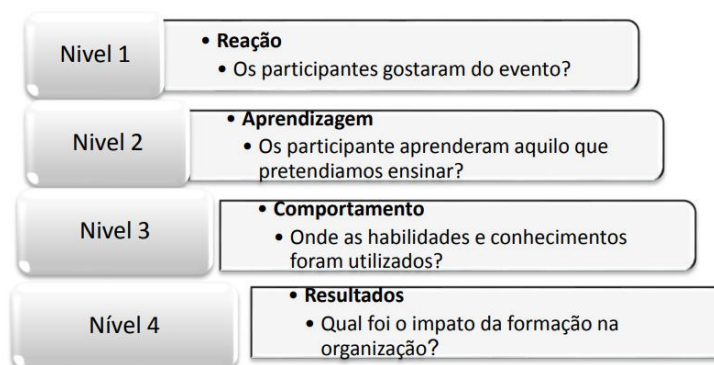 Nivel 1
• Reação
• Os participantes gostaram do evento?
Nivel 2
• Aprendizagem
• Os participante aprenderam aquilo que
pretendiamos ensinar?
Nivel 3
• Comportamento
• Onde as habilidades e conhecimentos
foram utilizados?
Nível 4
• Resultados
• Qual foi o impato da formação na
organização?